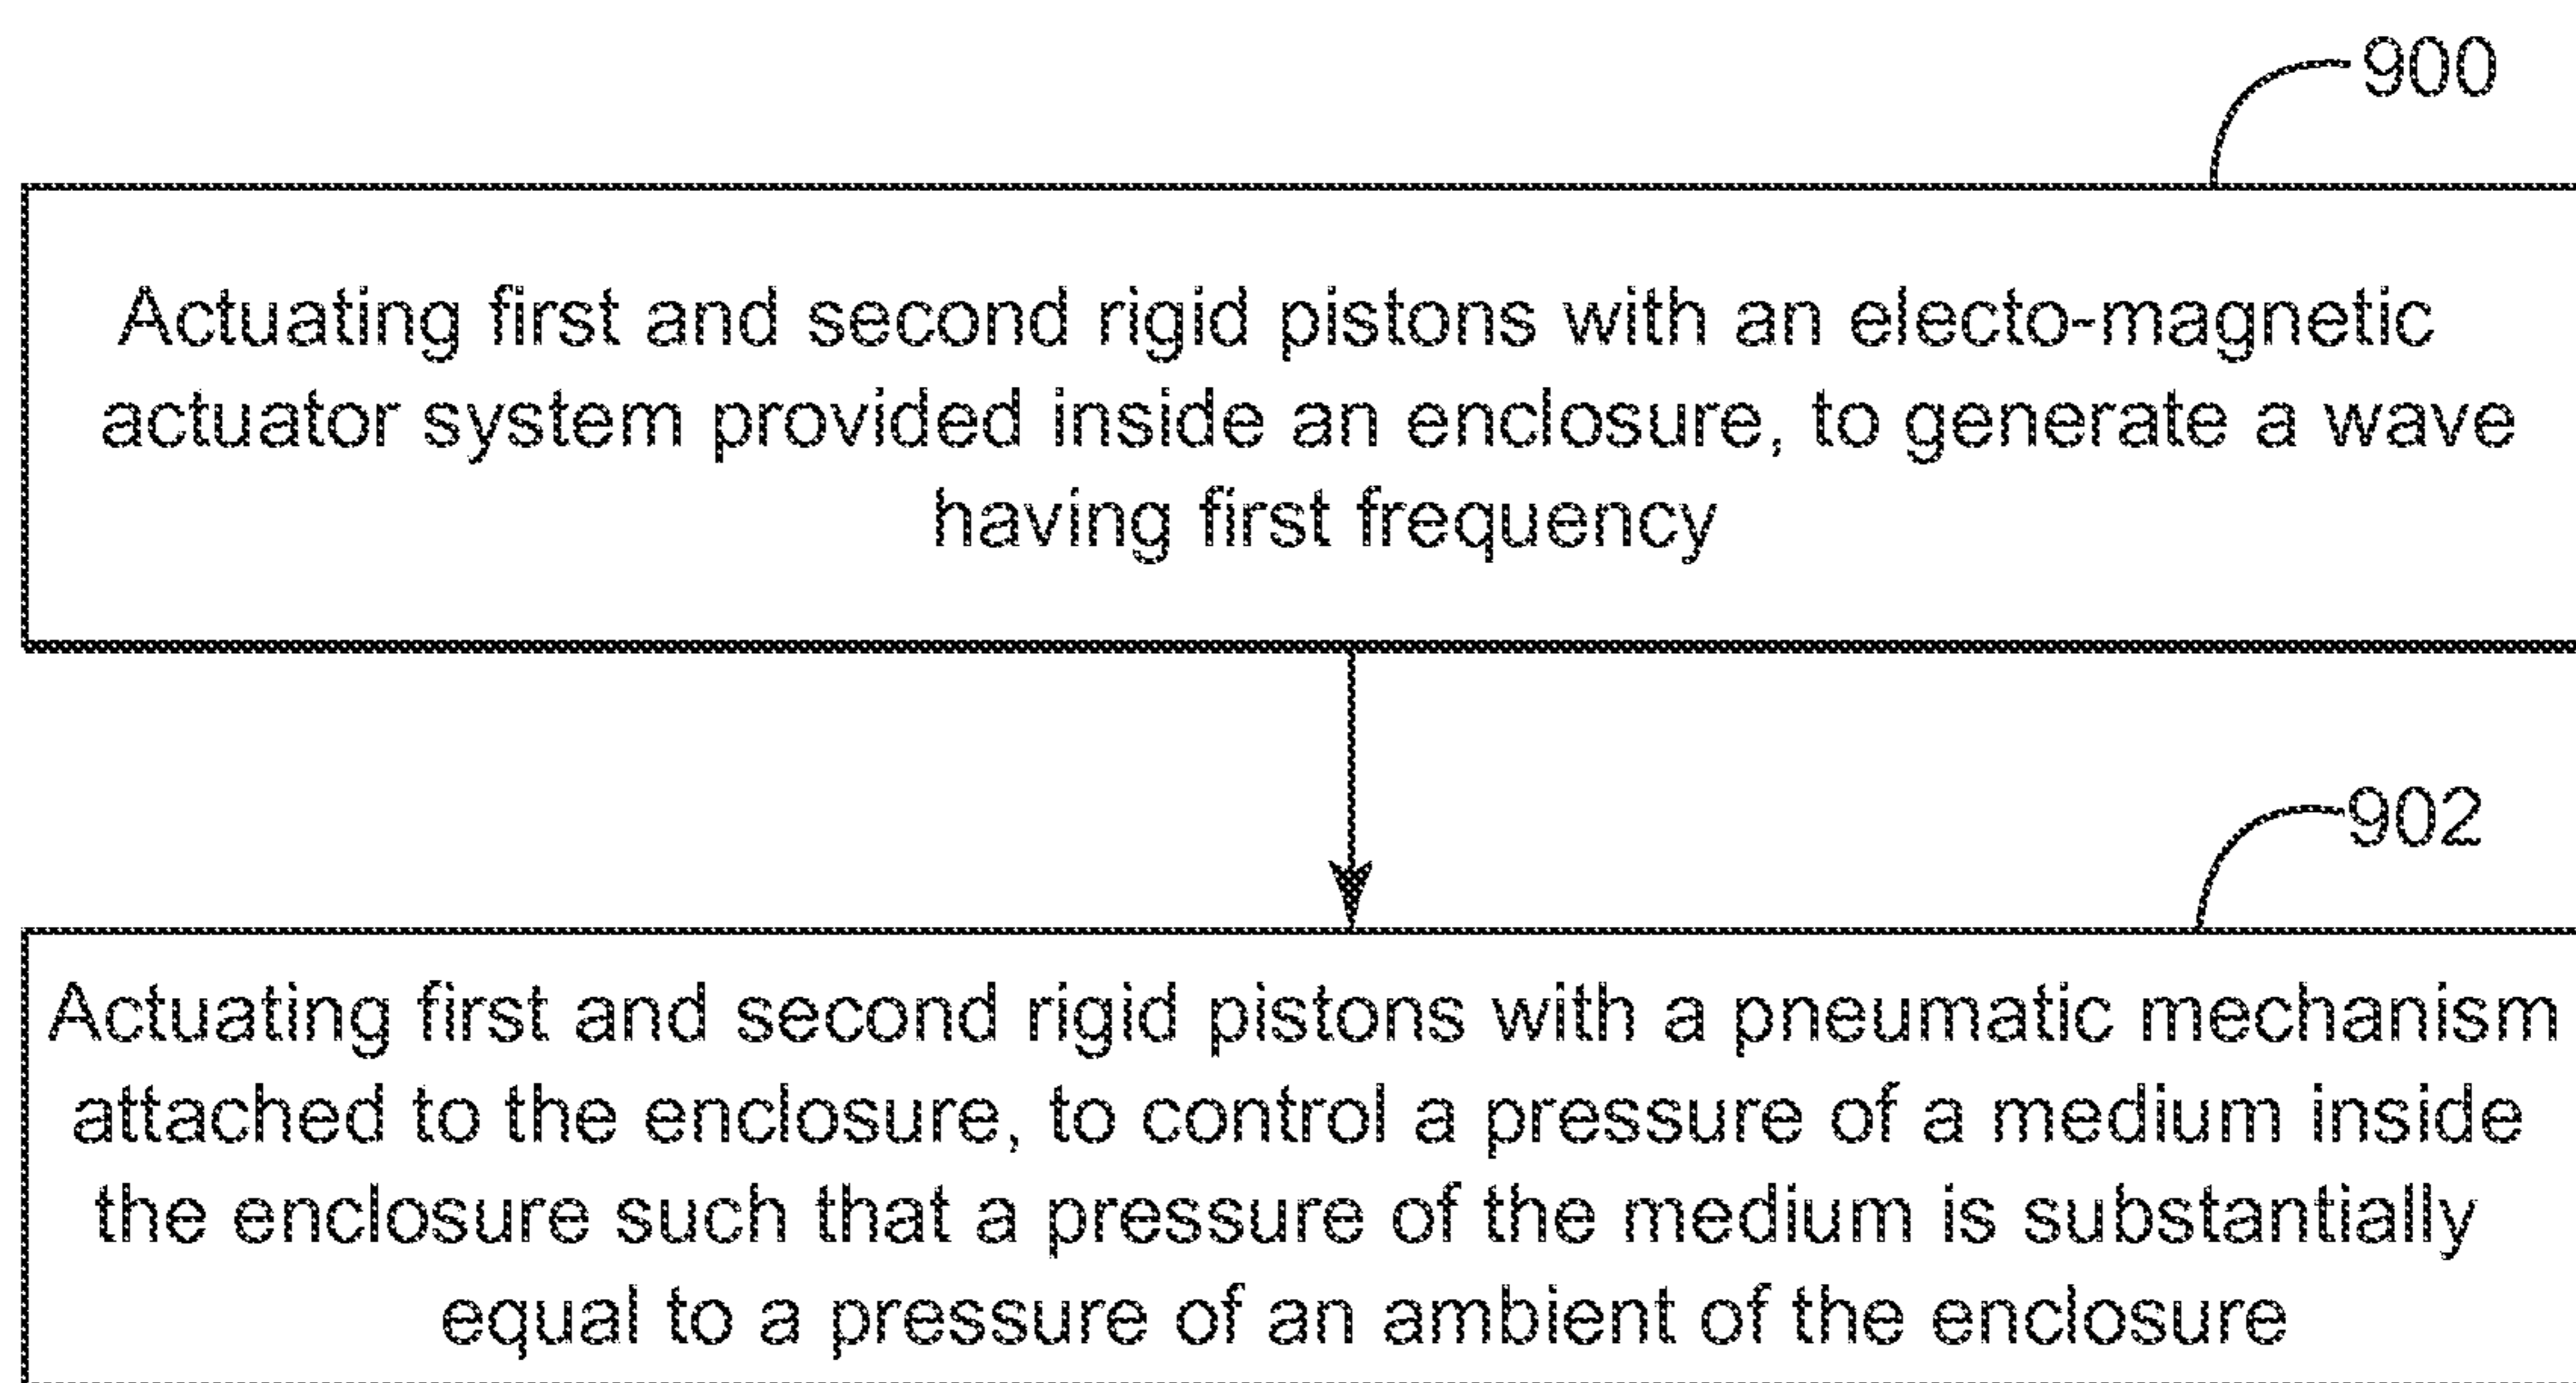 900
Actuating first and second rigid pistons with an electo-magnetic
actuator system provided inside an enclosure, to generate a wave
having first frequency
902
Actuating first and second rigid pistons with a pneumatic mechanism
attached to the enclosure, to control a pressure of a medium inside
the enclosure such that a pressure of the medium is substantially
equal to a pressure of an ambient of the enclosure